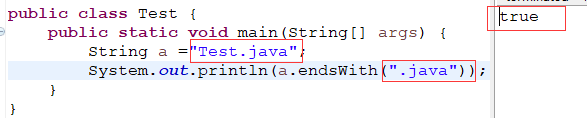 public class Test {
public static void main(String[] args) {
String a ="Test.java";
System.out.println(a.endsWith(".java"));
}
}
true